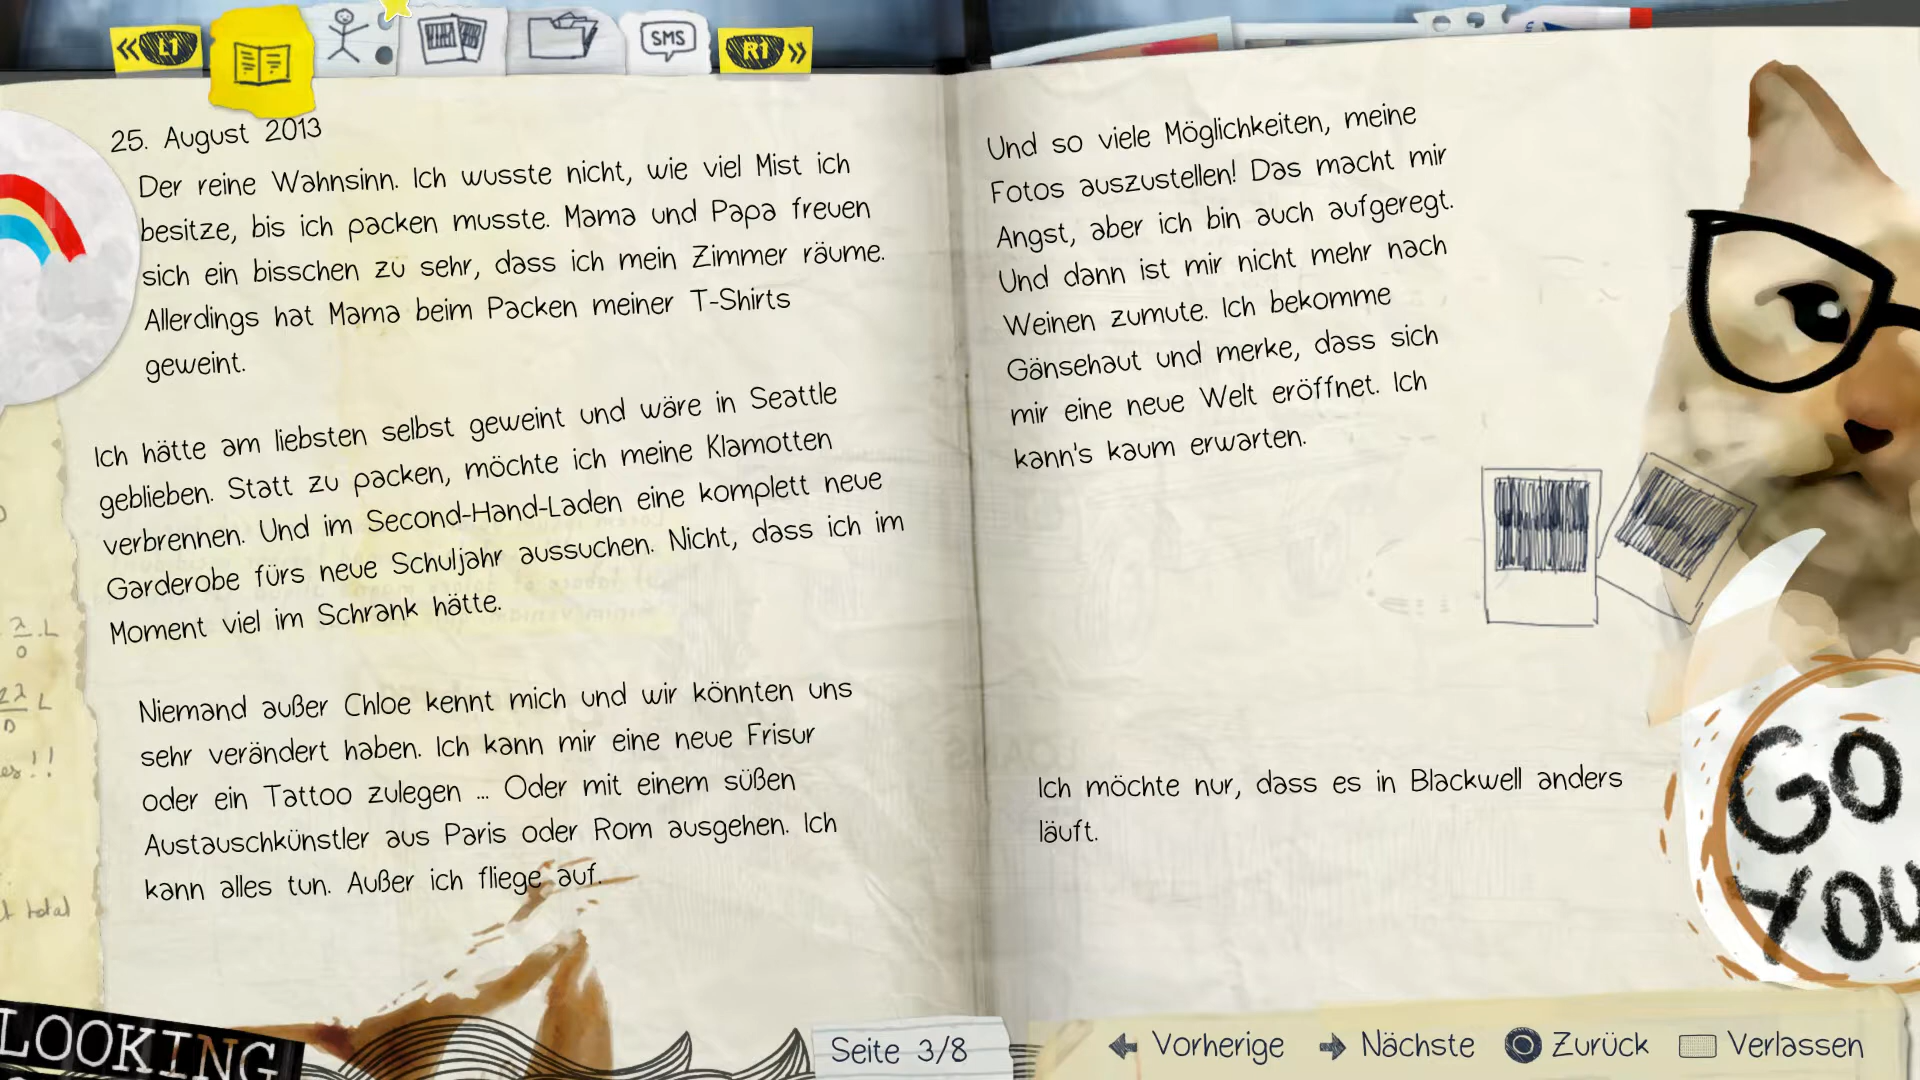 L1
SMS
R1
25. August 2013
Der reine Wahnsinn. Ich wusste nicht, wie viel Mist ich
besitze, bis ich packen musste. Mama und Papa freuen
sich ein bisschen zu sehr, dass ich mein Zimmer räume.
Allerdings hat Mama beim Packen meiner T-Shirts
geweint.
Ich hätte am liebsten selbst geweint und wäre in Seattle
geblieben. Statt zu packen, möchte ich meine Klamotten
verbrennen. Und im Second-Hand-Laden eine komplett neue
Garderobe fürs neue Schuljahr aussuchen. Nicht, dass ich im
Moment viel im Schrank hätte.
Niemand außer Chloe kennt mich und wir könnten uns
sehr verändert haben. Ich kann mir eine neue Frisur
oder ein Tattoo zulegen ... Oder mit einem süßen
Austauschkünstler aus Paris oder Rom ausgehen. Ich
kann alles tun. Außer ich fliege auf.
Und so viele Möglichkeiten, meine
Fotos auszustellen! Das macht mir
Angst, aber ich bin auch aufgeregt.
Und dann ist mir nicht mehr nach
Weinen zumute. Ich bekomme
Gänsehaut und merke, dass sich
mir eine neue Welt eröffnet. Ich
kann's kaum erwarten.
Ich möchte nur, dass es in Blackwell anders
läuft.
GO
YOU
total
LOOKING
Seite 3/8
Vorherige
Nächste
Zurück
Verlassen